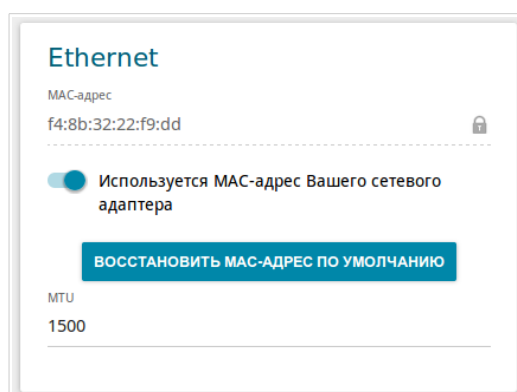 Ethernet
MAC-адрес
f4:8b:32:22:f9:dd
Используется MAC-адрес Вашего сетевого
адаптера
ВОССТАНОВИТЬ MAC-АДРЕС ПО УМОЛЧАНИЮ
MTU
1500